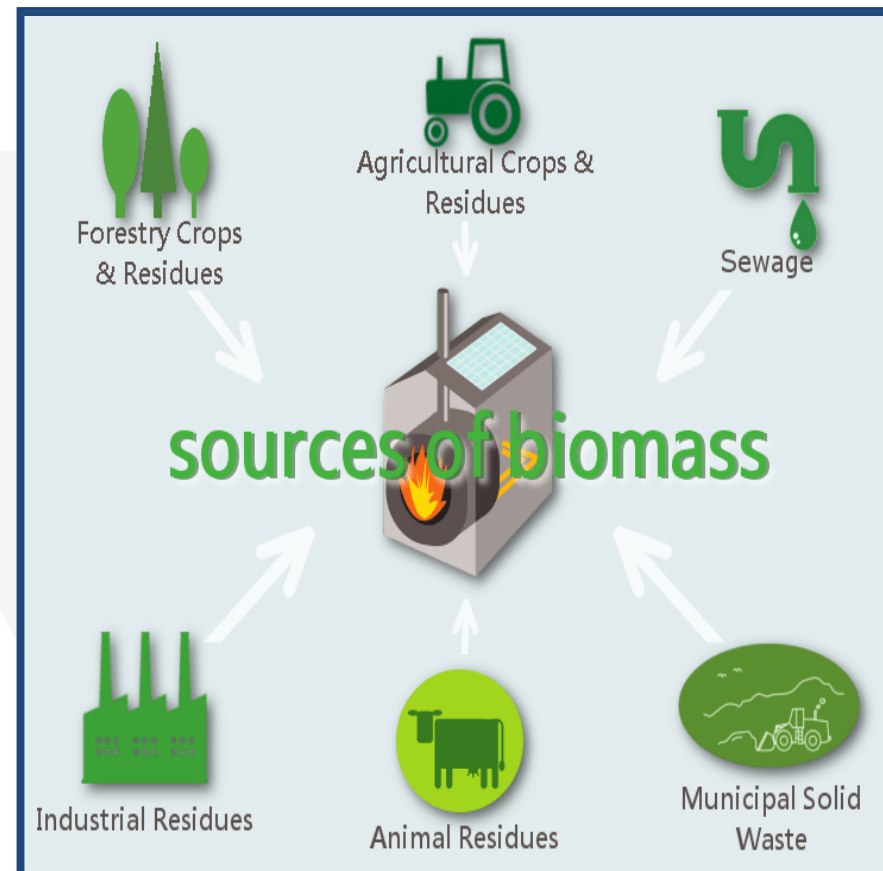 Agricultural Crops &
Residues
Forestry Crops
& Residues
Sewage
sources of biomass
Industrial Residues
Animal Residues
Municipal Solid
Waste